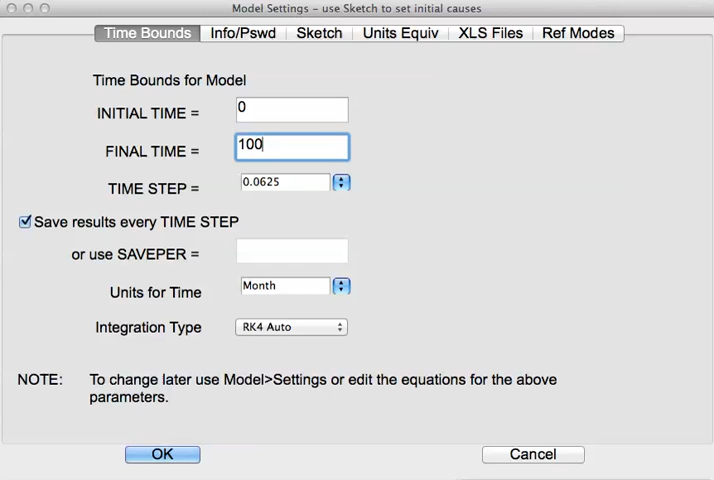 Model Settings – use Sketch to set initial causes
Time Bounds Info/Pswd Sketch Units Equiv XLS Files Ref Modes
Time Bounds for Model
INITIAL TIME = 0
FINAL TIME = 100
TIME STEP = 0.0625
Save results every TIME STEP
or use SAVEPER =
Units for Time Month
Integration Type RK4 Auto
NOTE: To change later use Model>Settings or edit the equations for the above
parameters.
OK Cancel